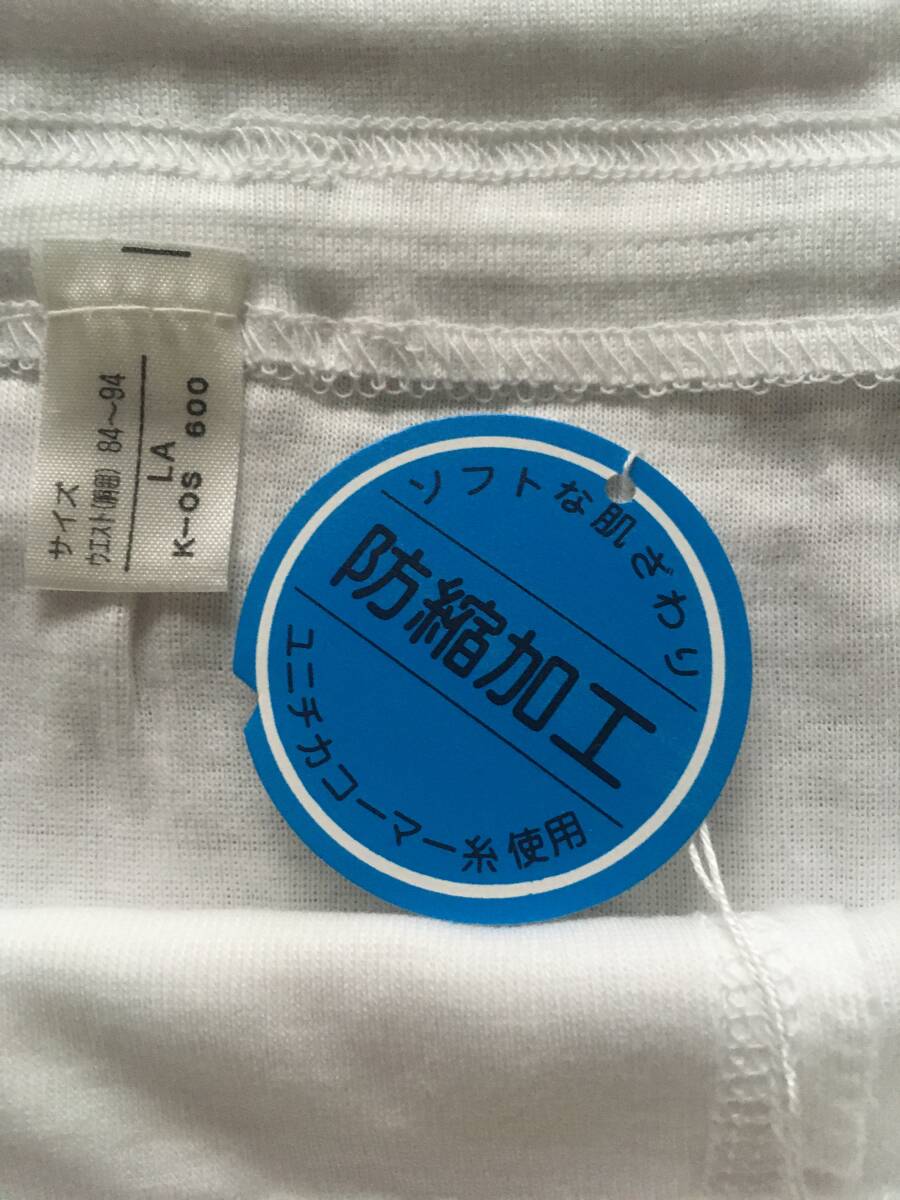 サイズ
ウエスト(胴囲) 84〜94
LA
K-OS 600
ソフトな肌ざわり
防縮加工
ユニチカコーマー糸使用